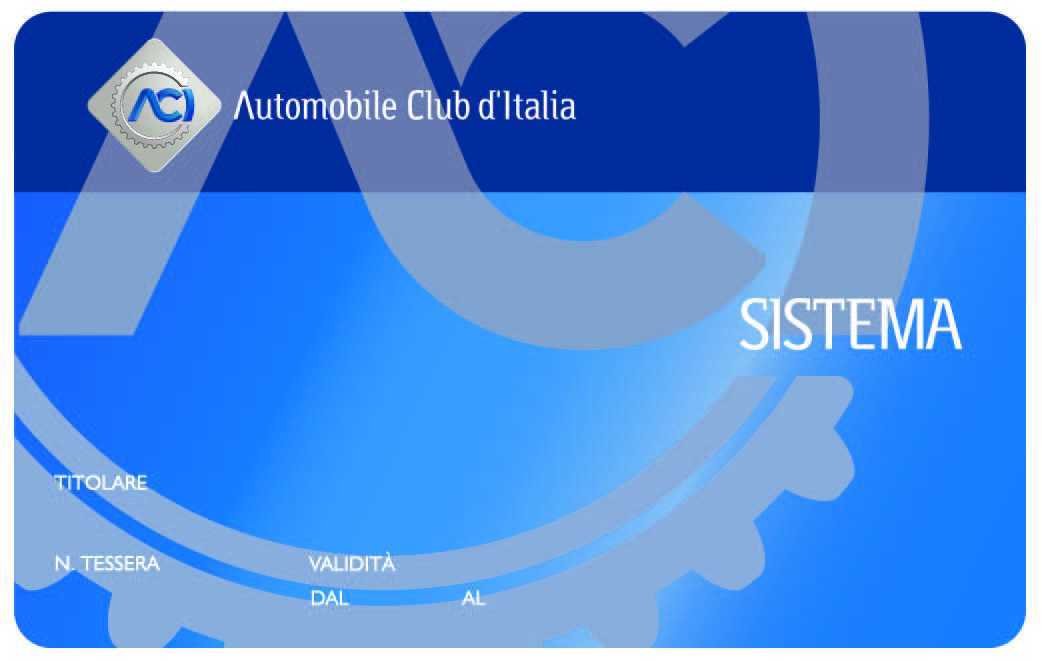 ACI Automobile Club d'Italia
SISTEMA
TITOLARE
N. TESSERA VALIDITÀ
DAL AL